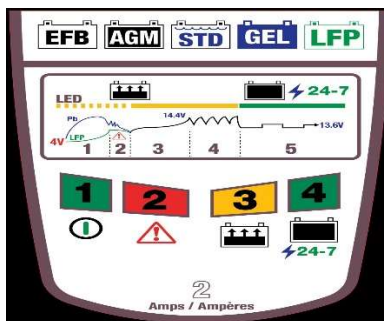 EFB AGM STD GEL LFP
LED 24-7
14.4V
Pb
13.6V
LFP
4V
1 2 3 4 5
1 2 3 4
24-7
2
Amps / Ampères